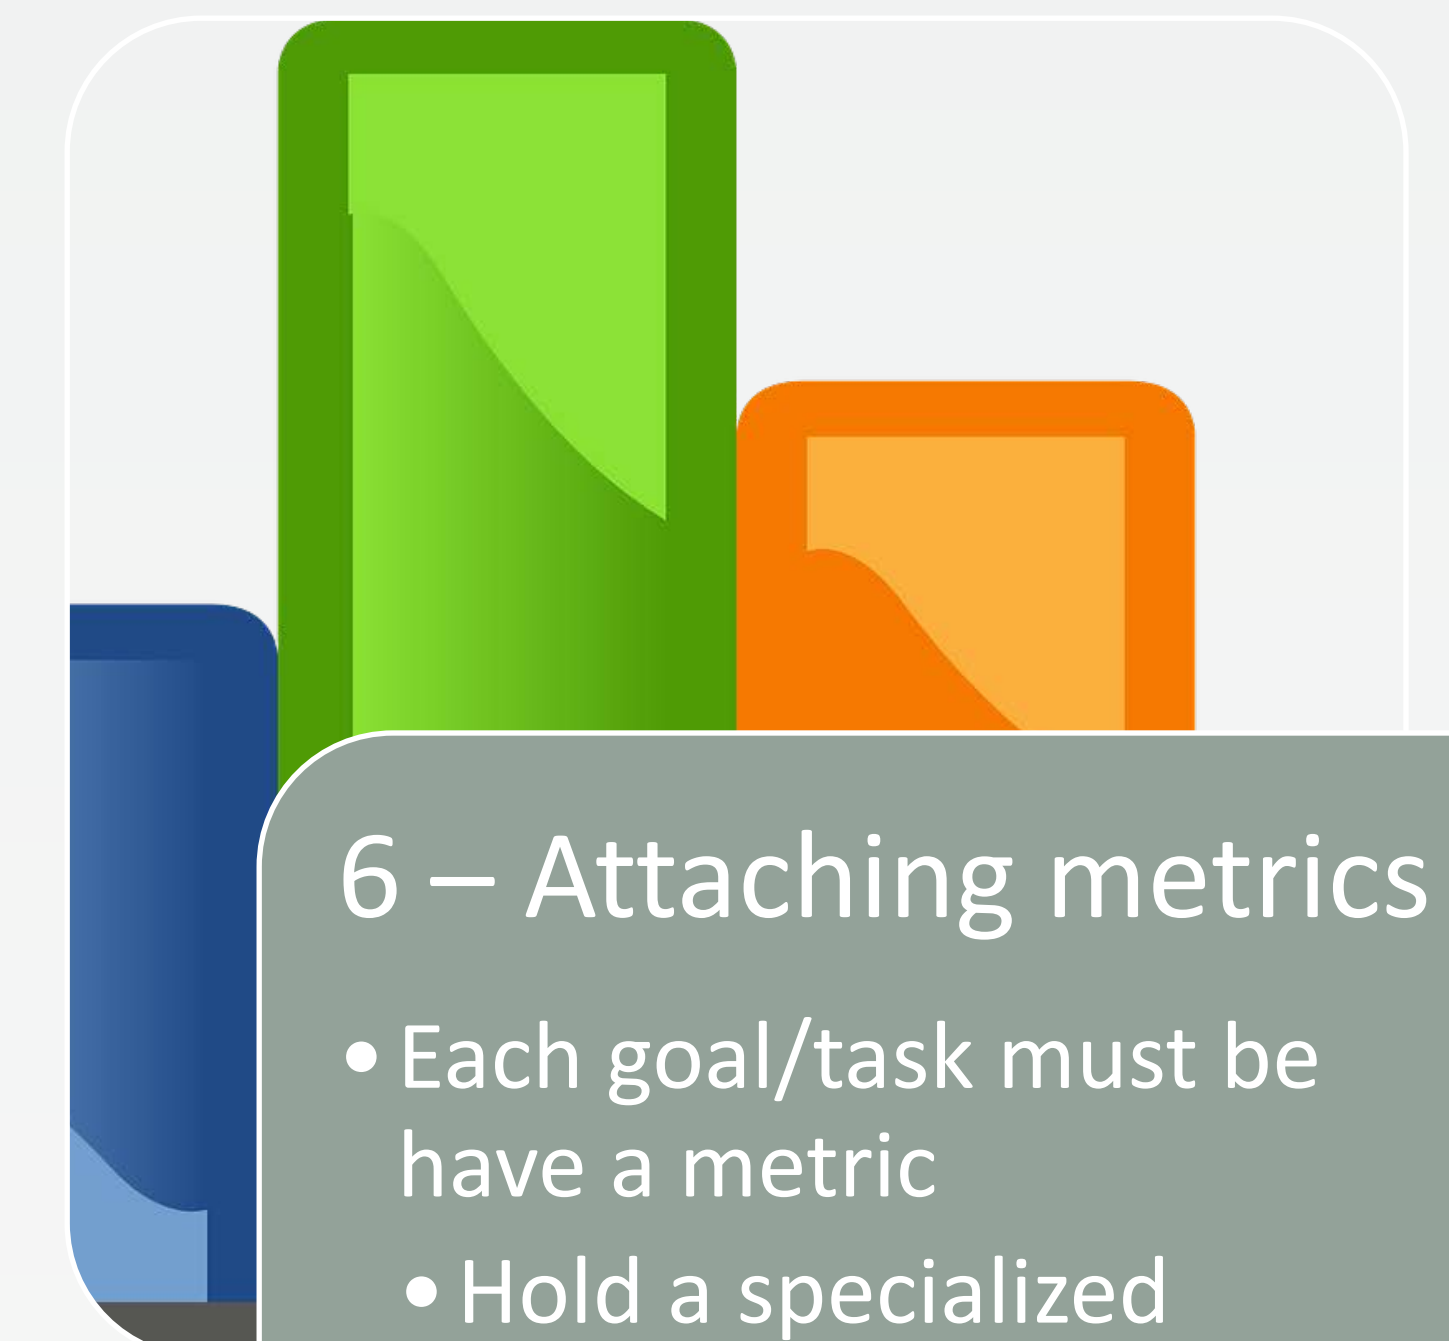 6 – Attaching metrics
• Each goal/task must be
have a metric
• Hold a specialized